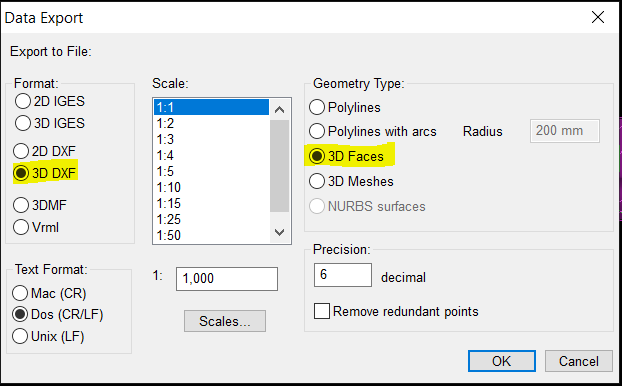 Data Export
Export to File:
Format:
2D IGES
3D IGES
2D DXF
3D DXF
3DMF
Vrml
Text Format:
Mac (CR)
Dos (CR/LF)
Unix (LF)
Scale:
1:1
1:2
1:3
1:4
1:5
1:10
1:15
1:25
1:50
1: 1,000
Scales...
Geometry Type:
Polylines
Polylines with arcs Radius 200 mm
3D Faces
3D Meshes
NURBS surfaces
Precision:
6 decimal
Remove redundant points
OK Cancel